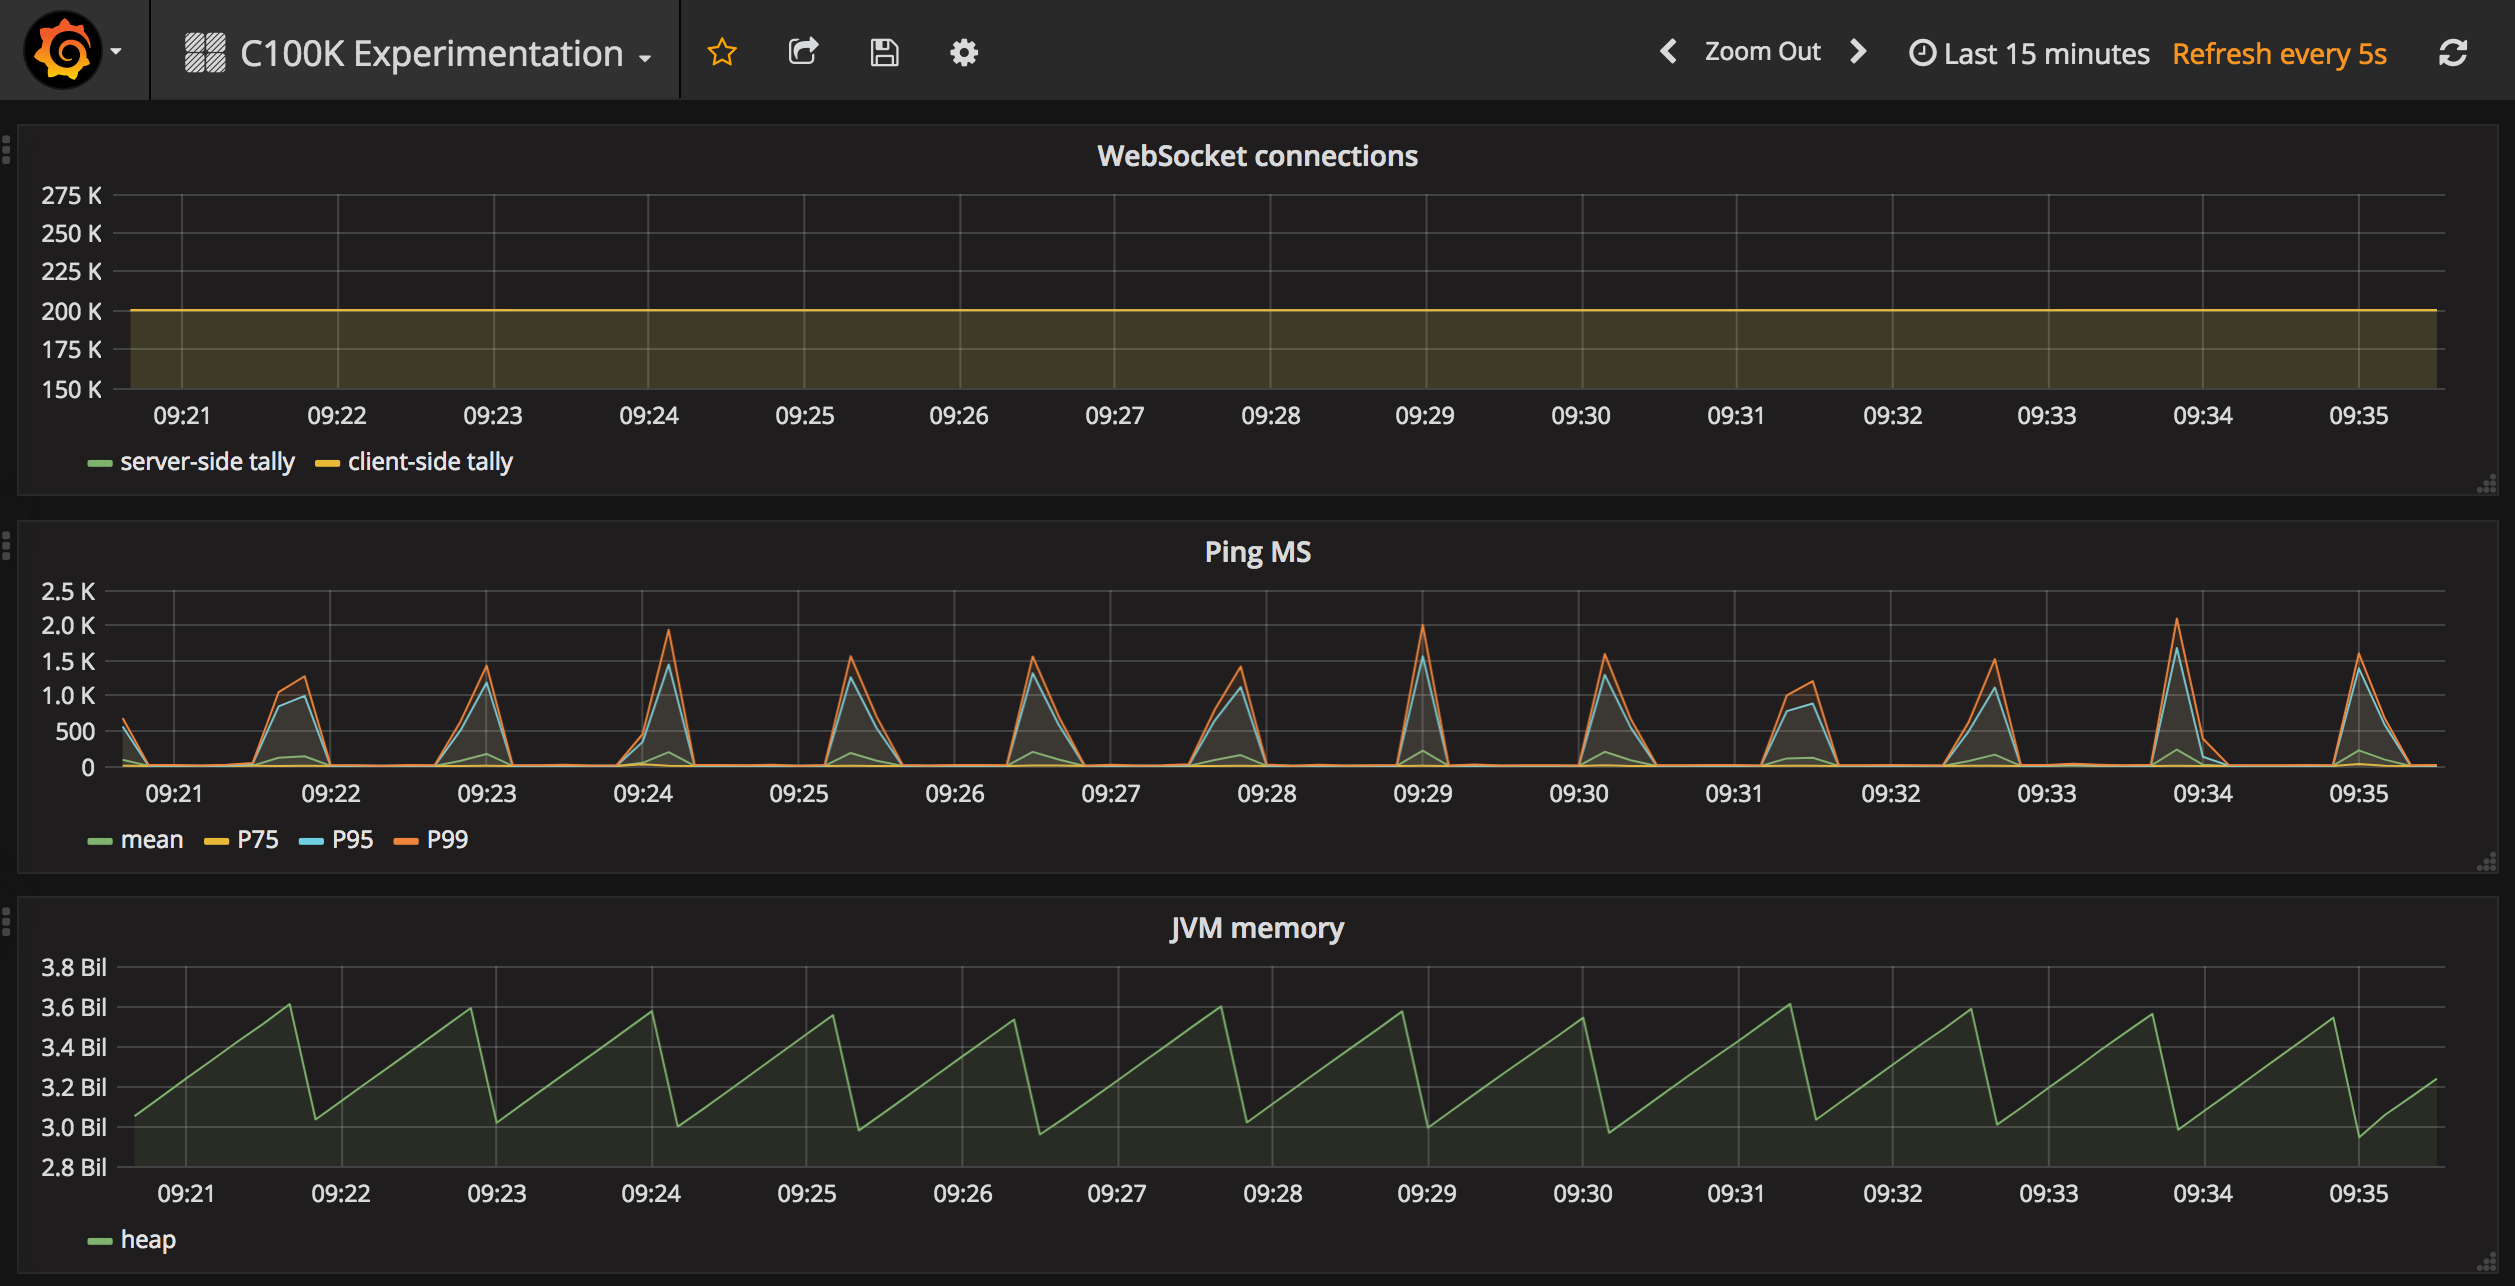 C100K Experimentation Zoom Out Last 15 minutes Refresh every 5s
WebSocket connections
275 K
250 K
225 K
200 K
175 K
150 K
09:21 09:22 09:23 09:24 09:25 09:26 09:27 09:28 09:29 09:30 09:31 09:32 09:33 09:34 09:35
server-side tally client-side tally
Ping MS
2.5 K
2.0 K
1.5 K
1.0 K
500
0
09:21 09:22 09:23 09:24 09:25 09:26 09:27 09:28 09:29 09:30 09:31 09:32 09:33 09:34 09:35
mean P75 P95 P99
JVM memory
3.8 Bil
3.6 Bil
3.4 Bil
3.2 Bil
3.0 Bil
2.8 Bil
09:21 09:22 09:23 09:24 09:25 09:26 09:27 09:28 09:29 09:30 09:31 09:32 09:33 09:34 09:35
heap